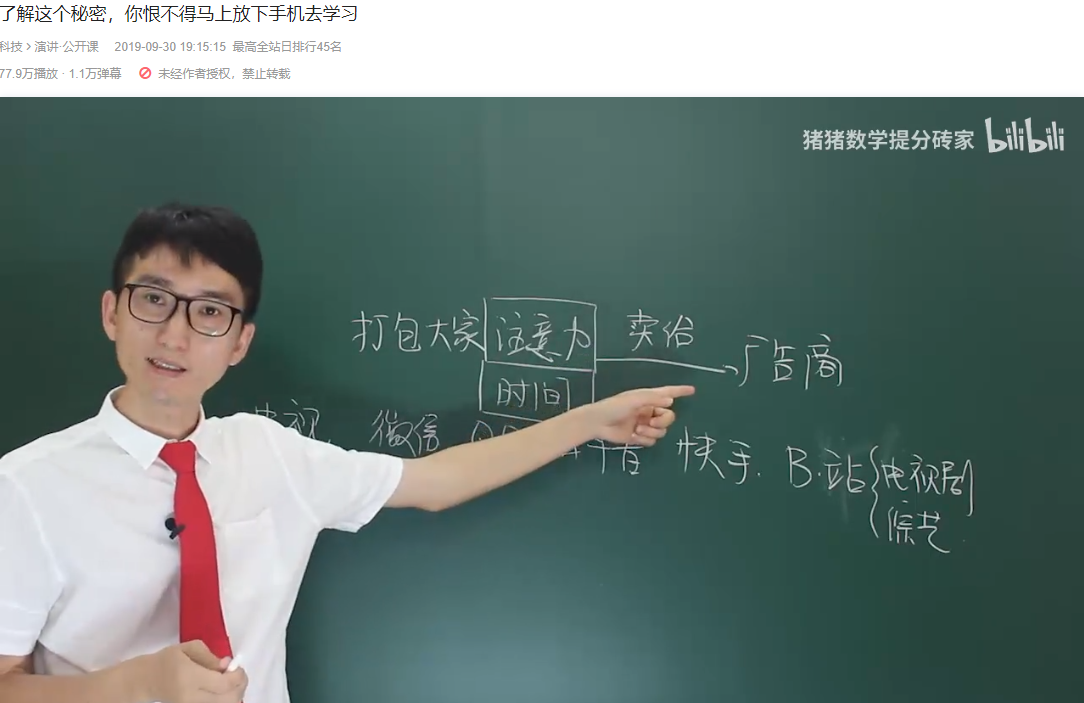 了解这个秘密，你恨不得马上放下手机去学习
科技 > 演讲·公开课 2019-09-30 19:15:15 最高全站日排行45名
77.9万播放 · 1.1万弹幕 未经作者授权，禁止转载
猪猪数学提分砖家 bilibili
打包大家注意力 卖给 广告商
时间
视 微信 快手 B站 电视剧
综艺